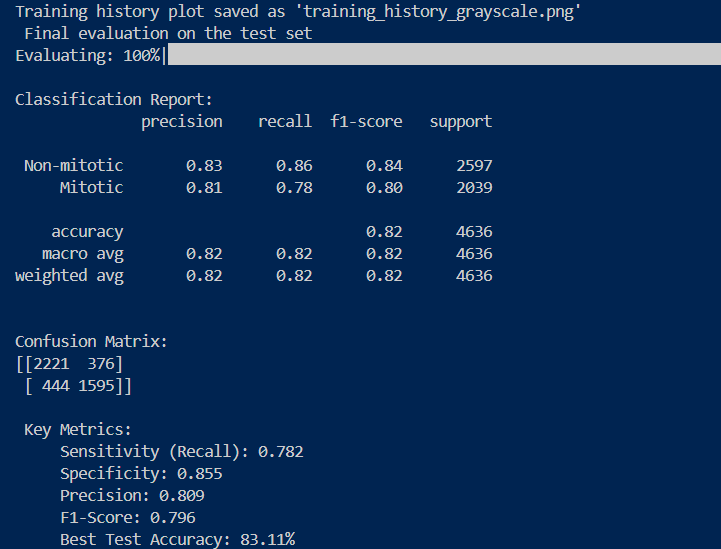 Training history plot saved as 'training_history_grayscale.png'
Final evaluation on the test set
Evaluating: 100%|
Classification Report:
precision recall f1-score support
Non-mitotic 0.83 0.86 0.84 2597
Mitotic 0.81 0.78 0.80 2039
accuracy 0.82 4636
macro avg 0.82 0.82 0.82 4636
weighted avg 0.82 0.82 0.82 4636
Confusion Matrix:
[[2221 376]
[ 444 1595]]
Key Metrics:
Sensitivity (Recall): 0.782
Specificity: 0.855
Precision: 0.809
F1-Score: 0.796
Best Test Accuracy: 83.11%